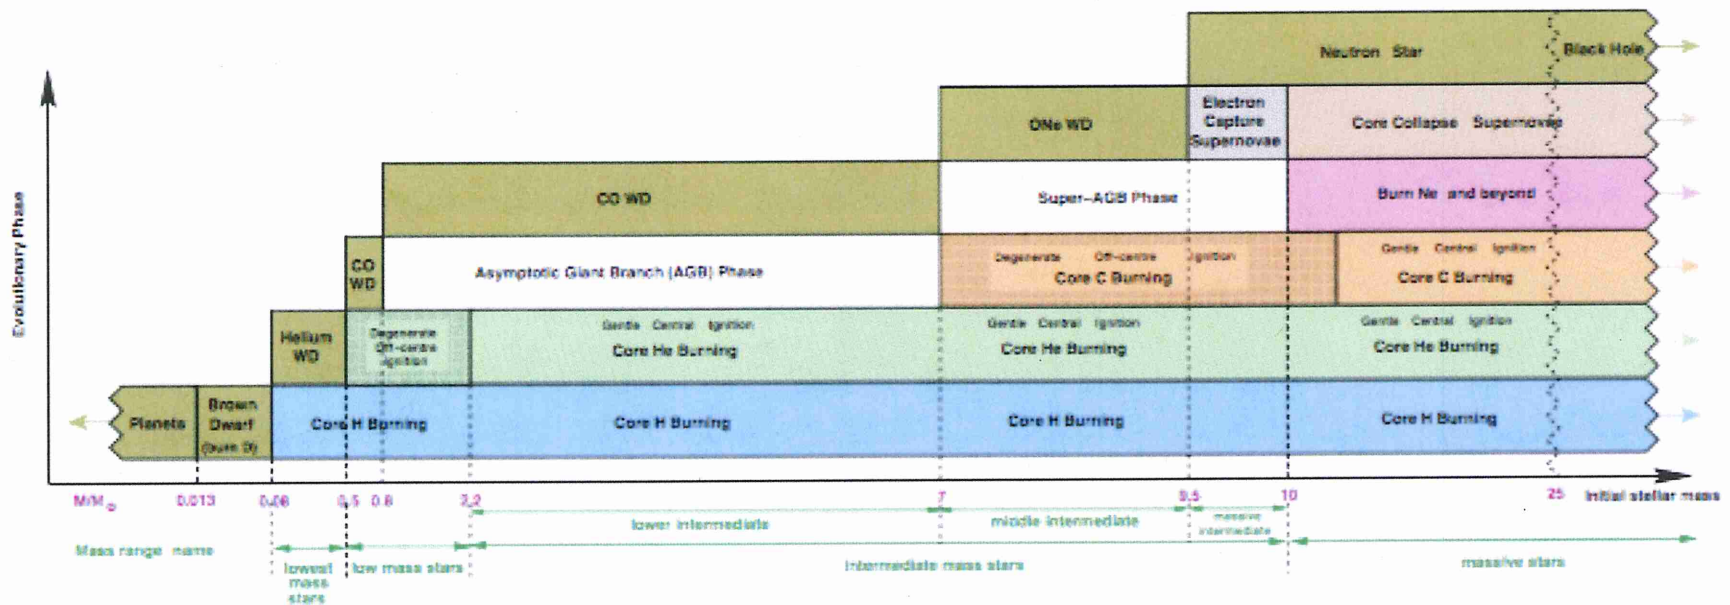 Neutron Star
Black Hole
ONe WD
Electron
Capture
Supernovae
Core Collapse Supernovae
CO WD
Super-AGB Phase
Burn Ne and beyond
CO
WD
Asymptotic Giant Branch (AGB) Phase
Degenerate Off-centre Ignition
Core C Burning
Gentle Central Ignition
Core C Burning
Helium
WD
Degenerate
Off-centre
Ignition
Gentle Central Ignition
Core He Burning
Gentle Central Ignition
Core He Burning
Gentle Central Ignition
Core He Burning
Planets
Brown
Dwarf
(burn D)
Core H Burning
Core H Burning
Core H Burning
Core H Burning
Evolutionary Phase
M/M⊙ 0.013 0.08 0.5 0.8 2.2 7 9.5 10 25 Initial stellar mass
lower intermediate
middle intermediate
massive
intermediate
Mass range name
lowest
mass
stars
low mass stars
Intermediate mass stars
massive stars